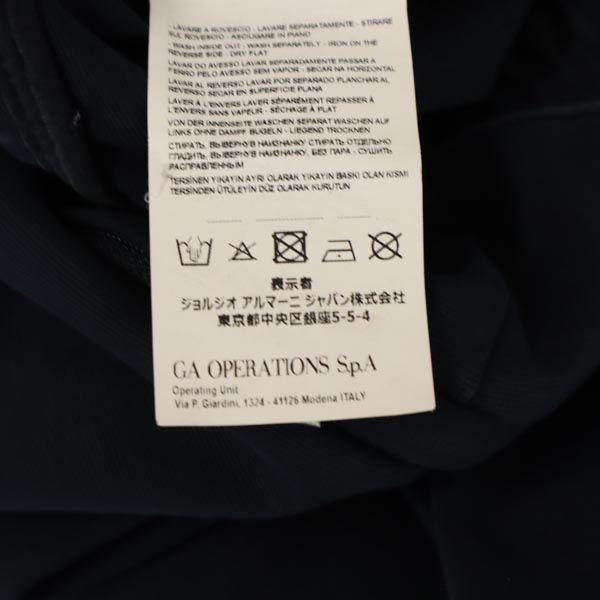 - LAVARE A ROVESCIO - LAVARE SEPARATAMENTE - STIRARE
SUL ROVESCIO - ASCIUGARE IN PIANO
- WASH INSIDE OUT - WASH SEPARATELY - IRON ON THE
REVERSE SIDE - DRY FLAT
LAVAR DO AVESSO LAVAR SEPARADAMENTE PASSAR A
FERRO PELO AVESSO SEM VAPOR - SECAR NA HORIZONTAL
LAVAR AL REVERSO LAVAR POR SEPARADO PLANCHAR AL
REVERSO SECAR EN SUPERFICIE PLANA
LAVER À L'ENVERS LAVER SÉPARÉMENT REPASSER À
L'ENVERS SANS VAPEUR - SÉCHAGE À PLAT
VON DER INNENSEITE WASCHEN SEPARAT WASCHEN AUF
LINKS OHNE DAMPF BUGELN - LIEGEND TROCKNEN
СТИРАТЬ, ВЫВЕРНУВ НАИЗНАНКУ, СТИРАТЬ ОТДЕЛЬНО
ГЛАДИТЬ, ВЫВЕРНУВ НАИЗНАНКУ, БЕЗ ПАРА - СУШИТЬ
РАСПРАВЛЕННЫМ
TERSİNEN YIKAYIN AYRI OLARAK YIKAYIN BASKI OLAN KISMI
TERSİNDEN ÜTÜLEYİN DÜZ OLARAK KURUTUN
表示者
ジョルジオ アルマーニ ジャパン株式会社
東京都中央区銀座5-5-4
GA OPERATIONS S.p.A
Operating Unit
Via P. Giardini, 1324 - 41126 Modena ITALY